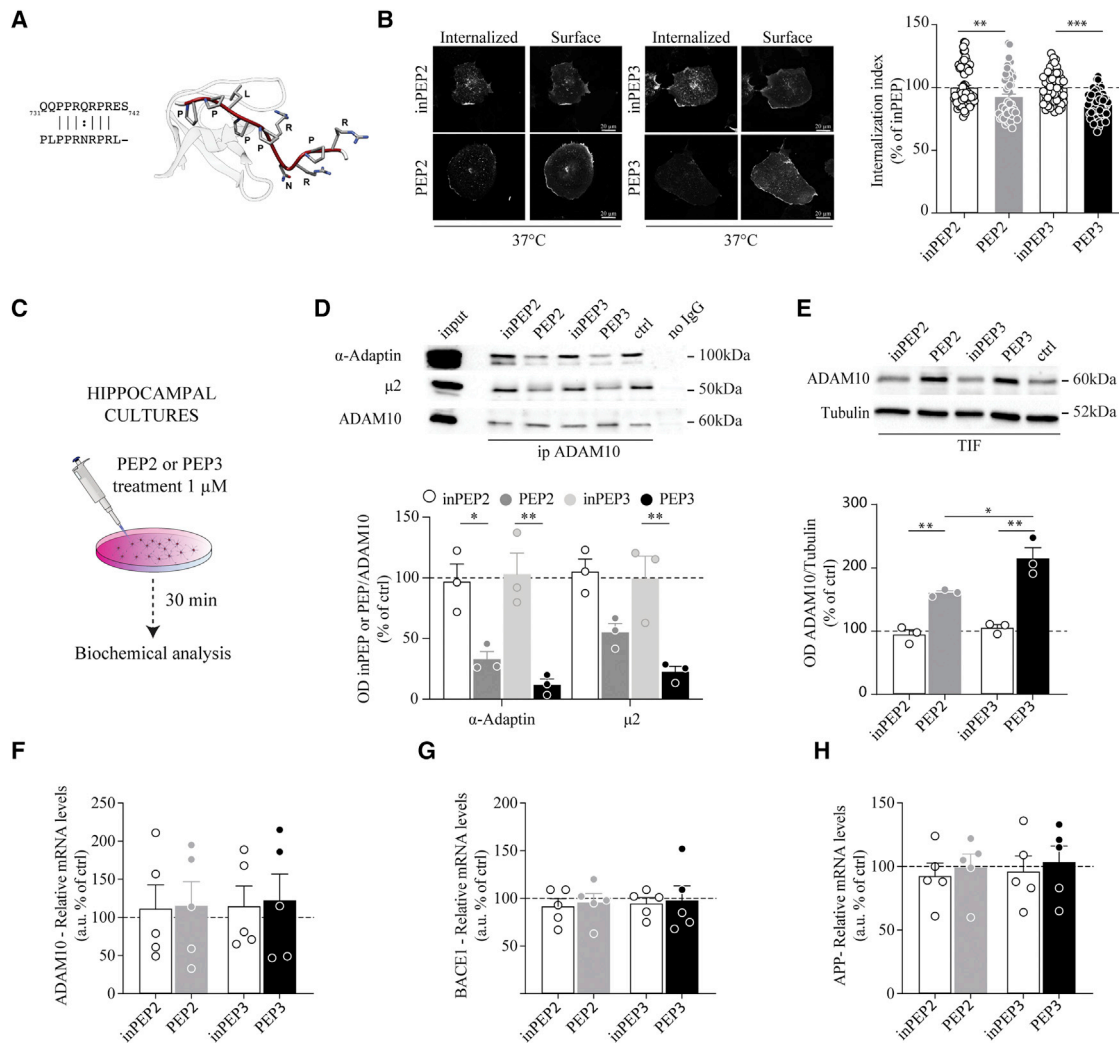 A
731 QQPPRQRPRES 742
|||:|||
PLPPRNRPRL–
P
P
L
P
P
R
N
R
P
R
B
Internalized
Surface
Internalized
Surface
inPEP2
inPEP3
PEP2
PEP3
20 µm
20 µm
20 µm
20 µm
20 µm
20 µm
20 µm
20 µm
37°C
37°C
Internalization index
(% of inPEP)
150
100
50
0
**
***
inPEP2
PEP2
inPEP3
PEP3
C
HIPPOCAMPAL
CULTURES
PEP2 or PEP3
treatment 1 µM
30 min
Biochemical analysis
D
input
inPEP2
PEP2
inPEP3
PEP3
ctrl
no IgG
α-Adaptin
– 100kDa
µ2
– 50kDa
ADAM10
– 60kDa
ip ADAM10
inPEP2
PEP2
inPEP3
PEP3
OD inPEP or PEP/ADAM10
(% of ctrl)
150
100
50
0
*
**
**
α-Adaptin
µ2
E
inPEP2
PEP2
inPEP3
PEP3
ctrl
ADAM10
– 60kDa
Tubulin
– 52kDa
TIF
OD ADAM10/Tubulin
(% of ctrl)
300
200
100
0
**
*
**
inPEP2
PEP2
inPEP3
PEP3
F
ADAM10 - Relative mRNA levels
(a.u. % of ctrl)
250
200
150
100
50
inPEP2
PEP2
inPEP3
PEP3
G
BACE1 - Relative mRNA levels
(a.u. % of ctrl)
200
150
100
50
inPEP2
PEP2
inPEP3
PEP3
H
APP- Relative mRNA levels
(a.u. % of ctrl)
150
100
50
0
inPEP2
PEP2
inPEP3
PEP3